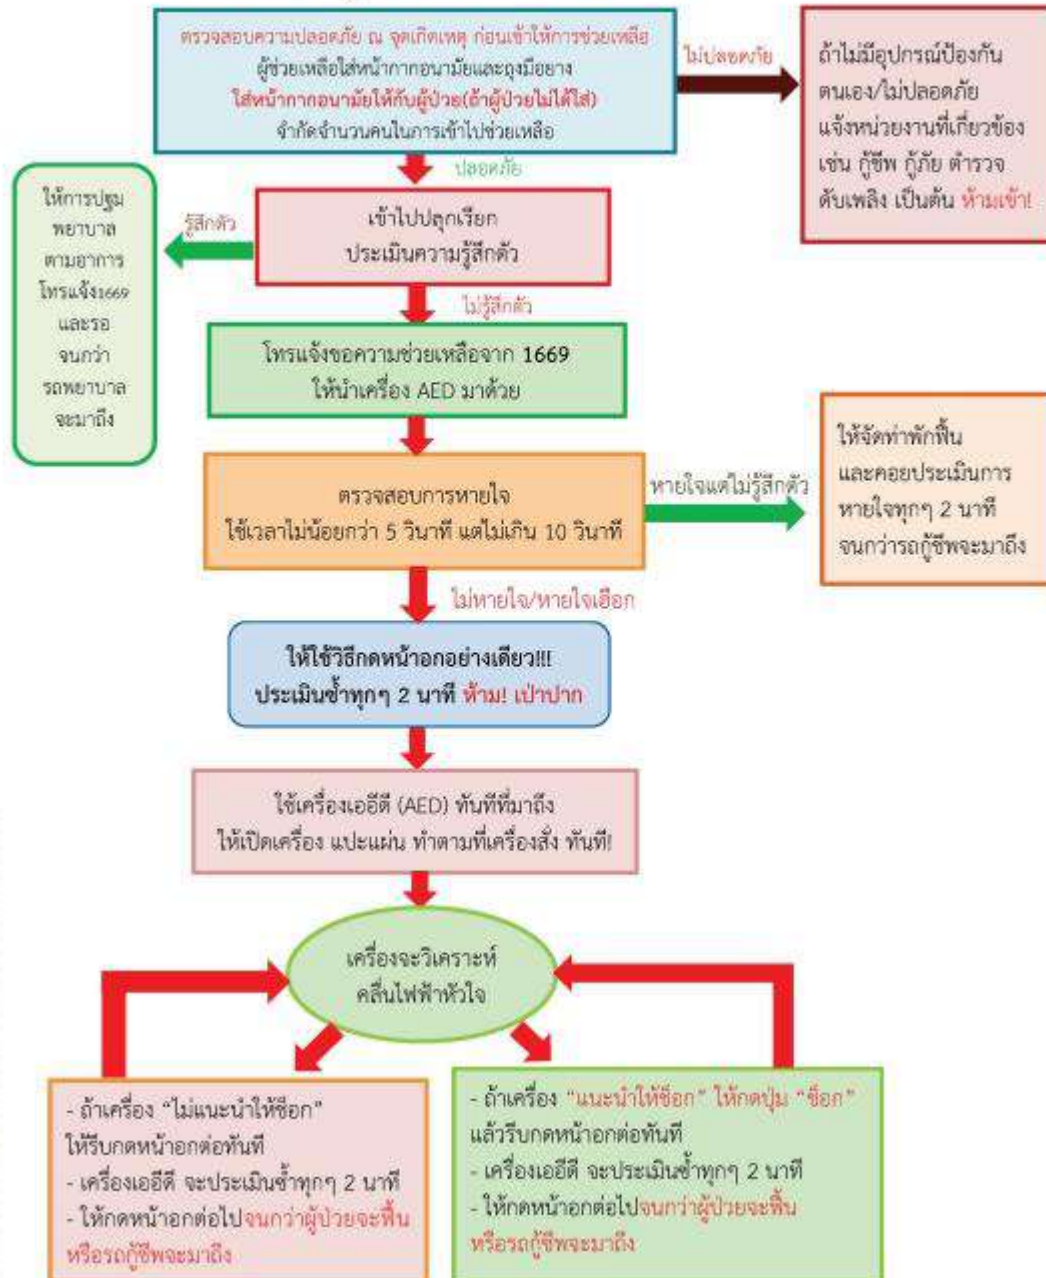 ตรวจสอบความปลอดภัย ณ จุดเกิดเหตุ ก่อนเข้าให้การช่วยเหลือ
ผู้ช่วยเหลือใส่หน้ากากอนามัยและถุงมือยาง
ใส่หน้ากากอนามัยให้กับผู้ป่วย(ถ้าผู้ป่วยไม่ได้ใส่)
จำกัดจำนวนคนในการเข้าไปช่วยเหลือ
ไม่ปลอดภัย
ถ้าไม่มีอุปกรณ์ป้องกัน
ตนเอง/ไม่ปลอดภัย
แจ้งหน่วยงานที่เกี่ยวข้อง
เช่น กู้ชีพ กู้ภัย ตำรวจ
ดับเพลิง เป็นต้น ห้ามเข้า!
ปลอดภัย
เข้าไปปลุกเรียก
ประเมินความรู้สึกตัว
รู้สึกตัว
ให้การปฐม
พยาบาล
ตามอาการ
โทรแจ้ง1669
และรอ
จนกว่า
รถพยาบาล
จะมาถึง
ไม่รู้สึกตัว
โทรแจ้งขอความช่วยเหลือจาก 1669
ให้นำเครื่อง AED มาด้วย
ตรวจสอบการหายใจ
ใช้เวลาไม่น้อยกว่า 5 วินาที แต่ไม่เกิน 10 วินาที
หายใจแต่ไม่รู้สึกตัว
ให้จัดท่าพักฟื้น
และคอยประเมินการ
หายใจทุกๆ 2 นาที
จนกว่ารถกู้ชีพจะมาถึง
ไม่หายใจ/หายใจเฮือก
ให้ใช้วิธีกดหน้าอกอย่างเดียว!!!
ประเมินซ้ำทุกๆ 2 นาที ห้าม! เป่าปาก
ใช้เครื่องเออีดี (AED) ทันทีที่มาถึง
ให้เปิดเครื่อง แปะแผ่น ทำตามที่เครื่องสั่ง ทันที!
เครื่องจะวิเคราะห์
คลื่นไฟฟ้าหัวใจ
- ถ้าเครื่อง “ไม่แนะนำให้ช็อก”
ให้รีบกดหน้าอกต่อทันที
- เครื่องเออีดี จะประเมินซ้ำทุกๆ 2 นาที
- ให้กดหน้าอกต่อไปจนกว่าผู้ป่วยจะฟื้น
หรือรถกู้ชีพจะมาถึง
- ถ้าเครื่อง “แนะนำให้ช็อก” ให้กดปุ่ม “ช็อก”
แล้วรีบกดหน้าอกต่อทันที
- เครื่องเออีดี จะประเมินซ้ำทุกๆ 2 นาที
- ให้กดหน้าอกต่อไปจนกว่าผู้ป่วยจะฟื้น
หรือรถกู้ชีพจะมาถึง